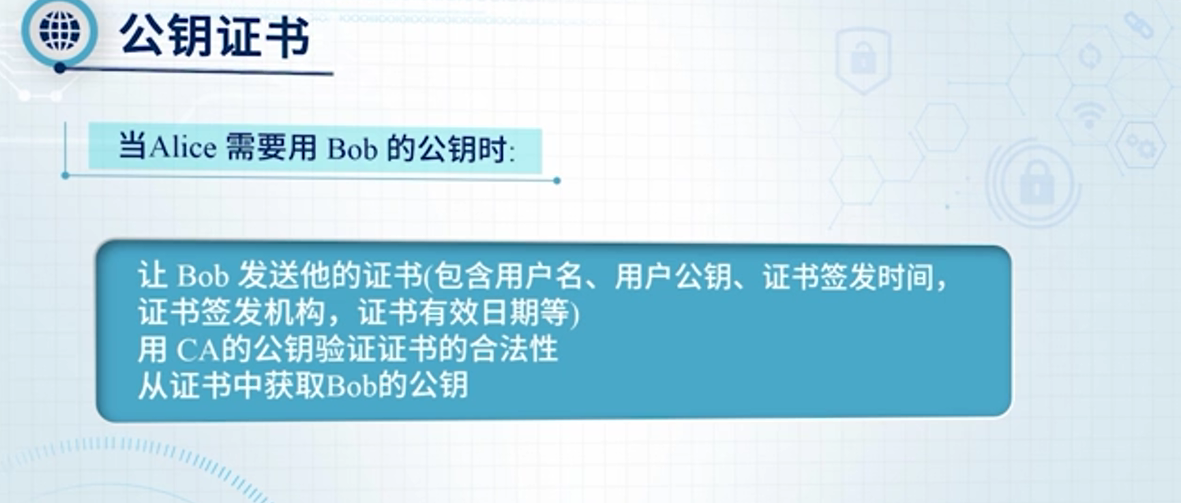 公钥证书
当Alice 需要用 Bob 的公钥时:
让 Bob 发送他的证书(包含用户名、用户公钥、证书签发时间，
证书签发机构，证书有效日期等)
用 CA的公钥验证证书的合法性
从证书中获取Bob的公钥